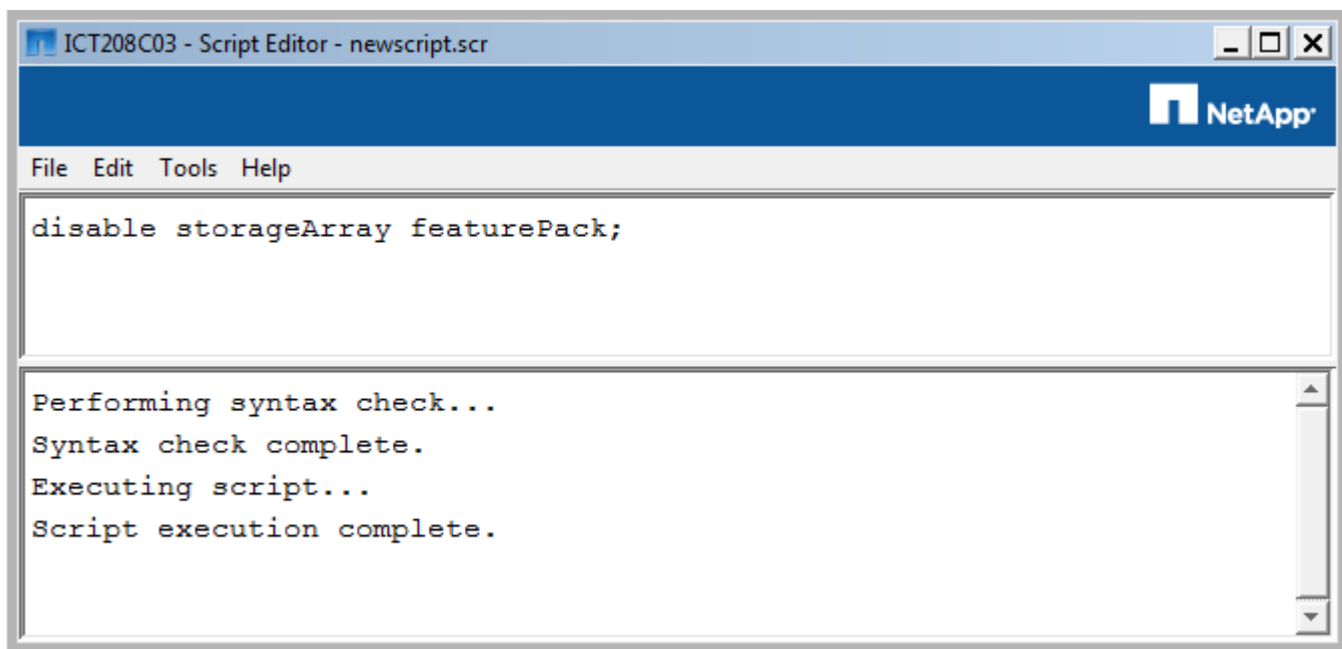 ICT208C03 - Script Editor - newscript.scr
NetApp
File Edit Tools Help
disable storageArray featurePack;
Performing syntax check...
Syntax check complete.
Executing script...
Script execution complete.